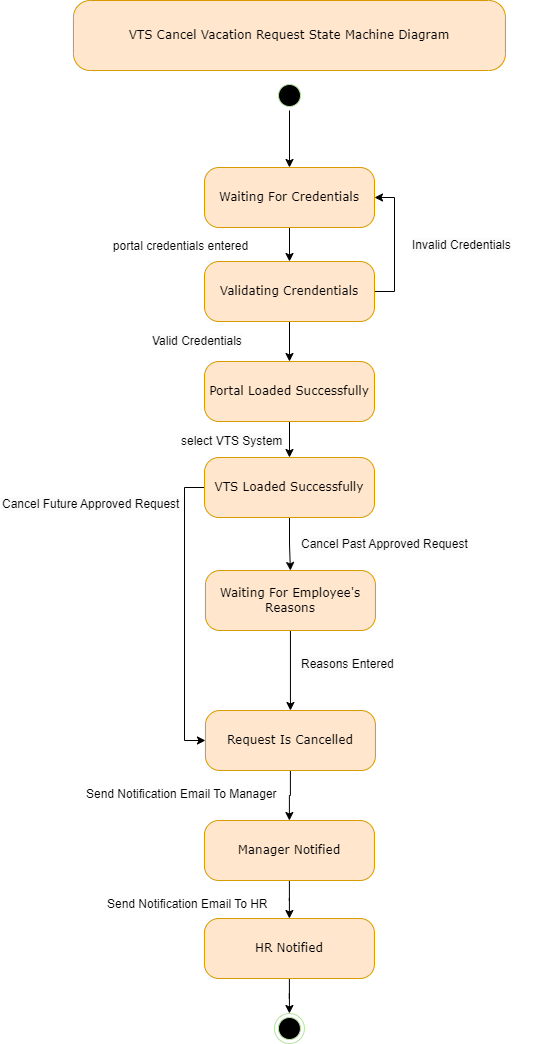 VTS Cancel Vacation Request State Machine Diagram
Waiting For Credentials
portal credentials entered
Invalid Credentials
Validating Crendentials
Valid Credentials
Portal Loaded Successfully
select VTS System
VTS Loaded Successfully
Cancel Future Approved Request
Cancel Past Approved Request
Waiting For Employee's
Reasons
Reasons Entered
Request Is Cancelled
Send Notification Email To Manager
Manager Notified
Send Notification Email To HR
HR Notified